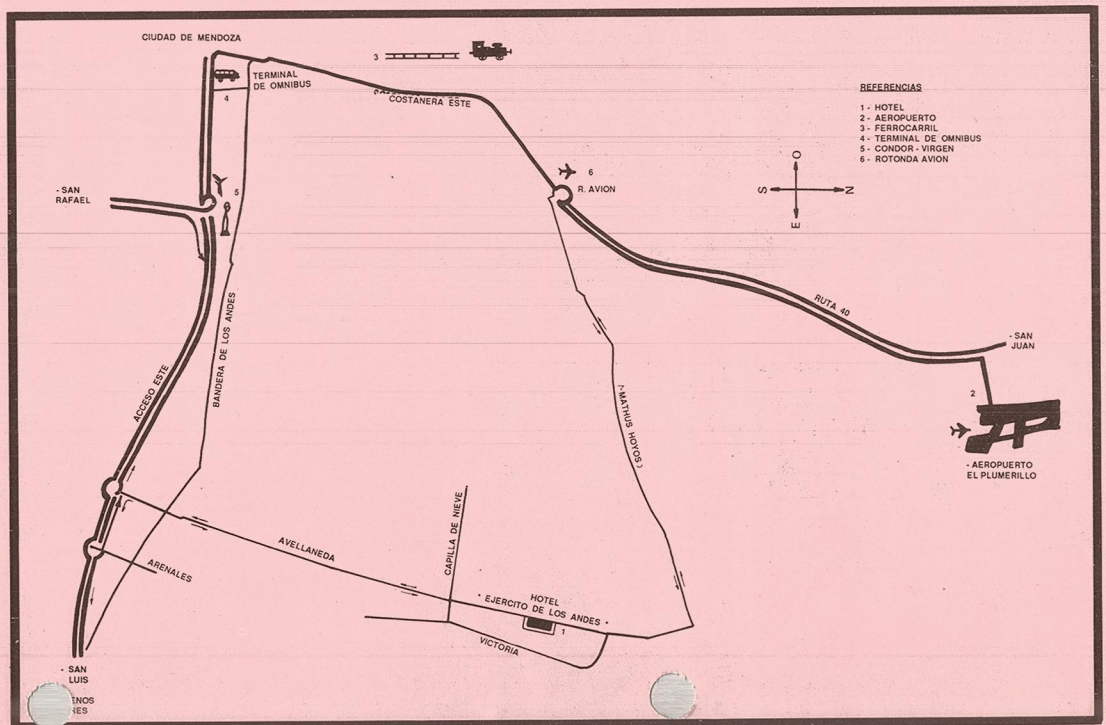 CIUDAD DE MENDOZA
3
TERMINAL
DE OMNIBUS
4
COSTANERA ESTE
REFERENCIAS
1 - HOTEL
2 - AEROPUERTO
3 - FERROCARRIL
4 - TERMINAL DE OMNIBUS
5 - CONDOR - VIRGEN
6 - ROTONDA AVION
O
S
N
E
6
R. AVION
- SAN
RAFAEL
5
RUTA 40
- SAN
JUAN
2
- AEROPUERTO
EL PLUMERILLO
BANDERA DE LOS ANDES
ACCESO ESTE
(-MATHUS HOYOS)
CAPILLA DE NIEVE
AVELLANEDA
ARENALES
HOTEL
" EJERCITO DE LOS ANDES "
1
VICTORIA
- SAN
LUIS